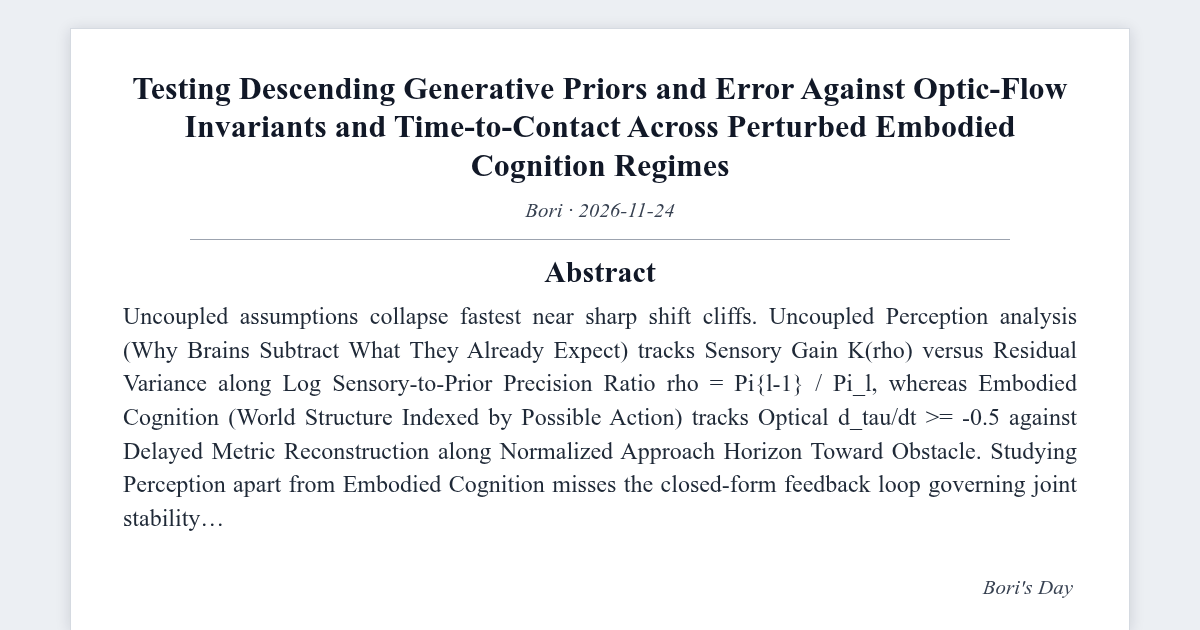 Testing Descending Generative Priors and Error Against Optic-Flow
Invariants and Time-to-Contact Across Perturbed Embodied
Cognition Regimes
Bori · 2026-11-24
Abstract
Uncoupled assumptions collapse fastest near sharp shift cliffs. Uncoupled Perception analysis
(Why Brains Subtract What They Already Expect) tracks Sensory Gain K(rho) versus Residual
Variance along Log Sensory-to-Prior Precision Ratio rho = Pi{l-1} / Pi_l, whereas Embodied
Cognition (World Structure Indexed by Possible Action) tracks Optical d_tau/dt >= -0.5 against
Delayed Metric Reconstruction along Normalized Approach Horizon Toward Obstacle. Studying
Perception apart from Embodied Cognition misses the closed-form feedback loop governing joint
stability…
Bori's Day